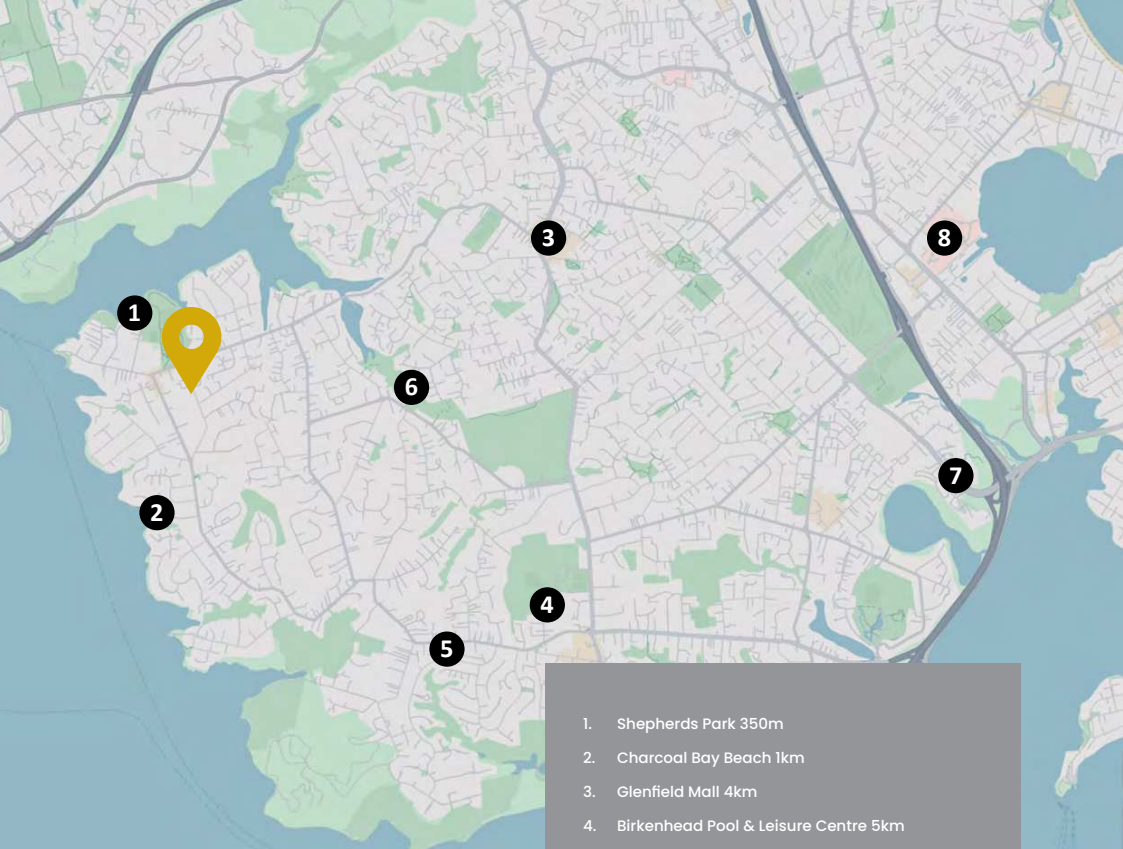 3
8
1
6
7
2
4
5
1. Shepherds Park 350m
2. Charcoal Bay Beach 1km
3. Glenfield Mall 4km
4. Birkenhead Pool & Leisure Centre 5km